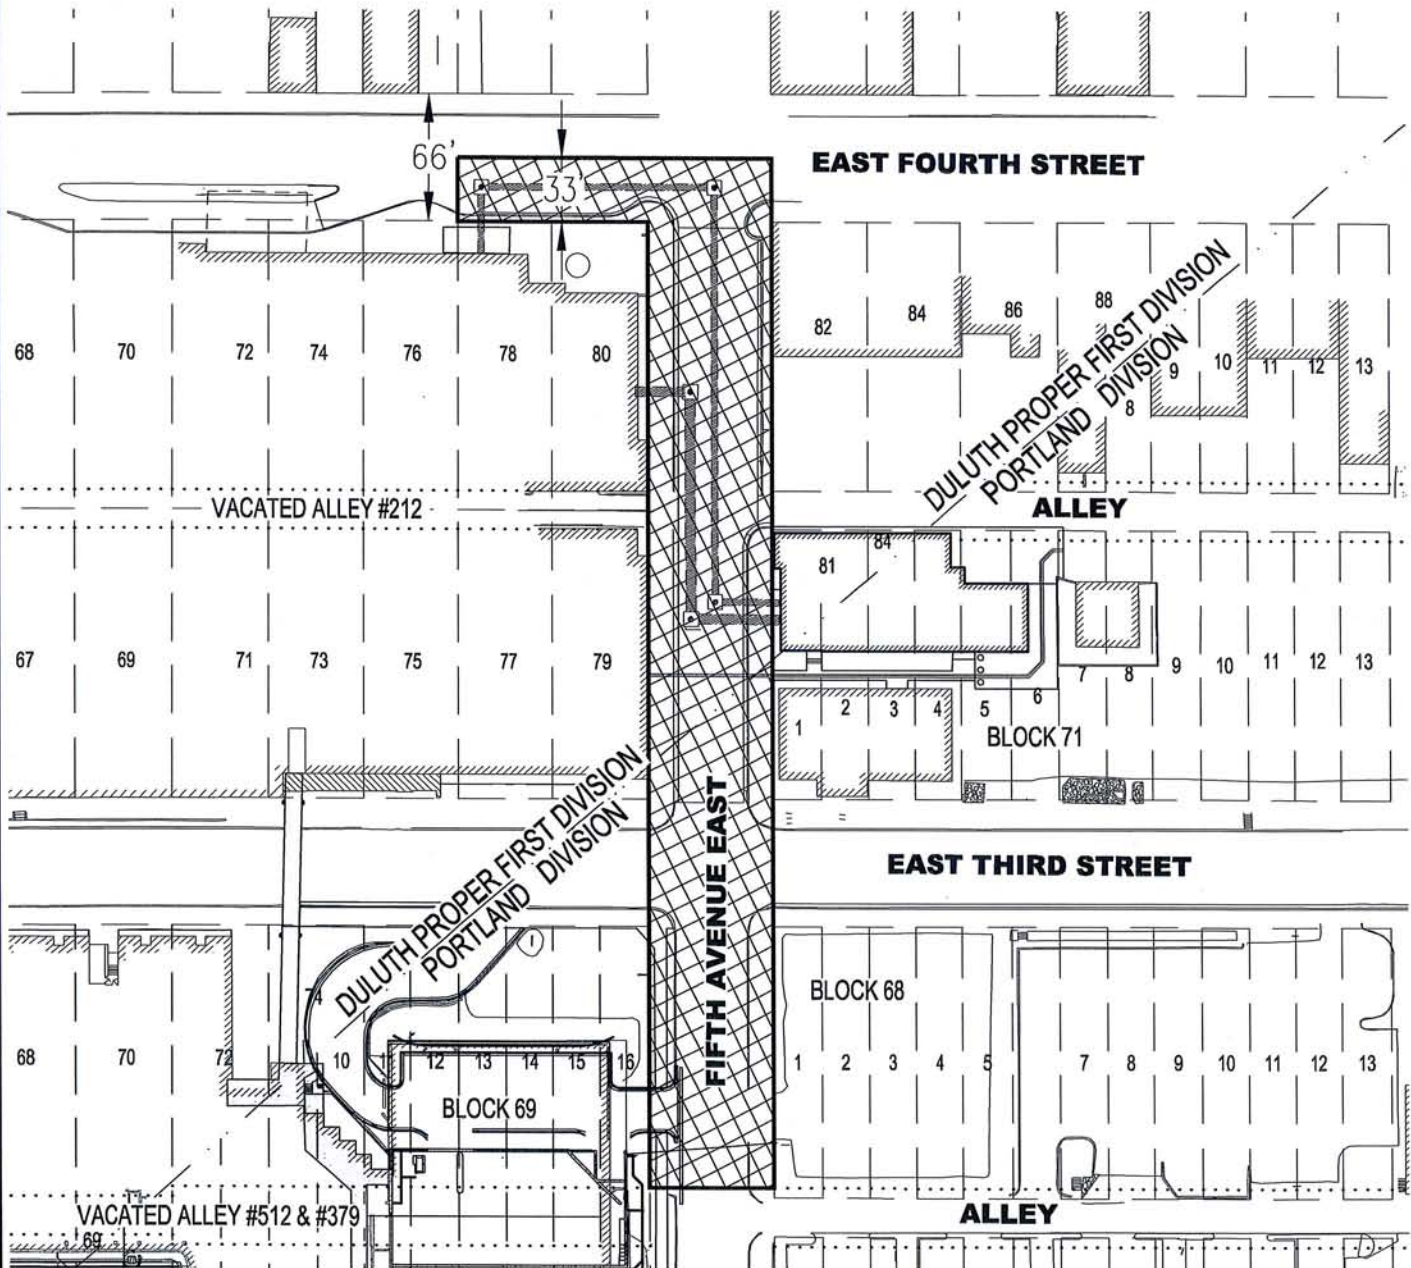 66'
33'
EAST FOURTH STREET
68 70 72 74 76 78 80
82 84 86 88
9 10 11 12 13
8
DULUTH PROPER FIRST DIVISION
PORTLAND DIVISION
VACATED ALLEY #212
ALLEY
81 84
67 69 71 73 75 77 79
7 8 9 10 11 12 13
1 2 3 4 5 6
BLOCK 71
DULUTH PROPER FIRST DIVISION
PORTLAND DIVISION
FIFTH AVENUE EAST
EAST THIRD STREET
74
BLOCK 68
68 70 72 10 11 12 13 14 15 16
1 2 3 4 5 7 8 9 10 11 12 13
BLOCK 69
VACATED ALLEY #512 & #379
69
ALLEY